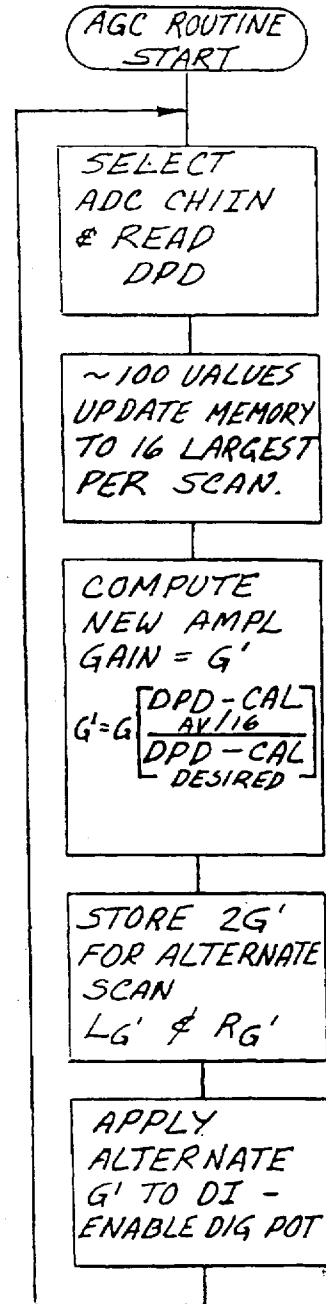 AGC ROUTINE
START
SELECT
ADC CH1IN
& READ
DPD
~100 VALUES
UPDATE MEMORY
TO 16 LARGEST
PER SCAN.
COMPUTE
NEW AMPL
GAIN = G'
G'=G[DPD-CAL
AV/16
DPD-CAL]
DESIRED
STORE 2G'
FOR ALTERNATE
SCAN
LG' & RG'
APPLY
ALTERNATE
G' TO DI -
ENABLE DIG POT